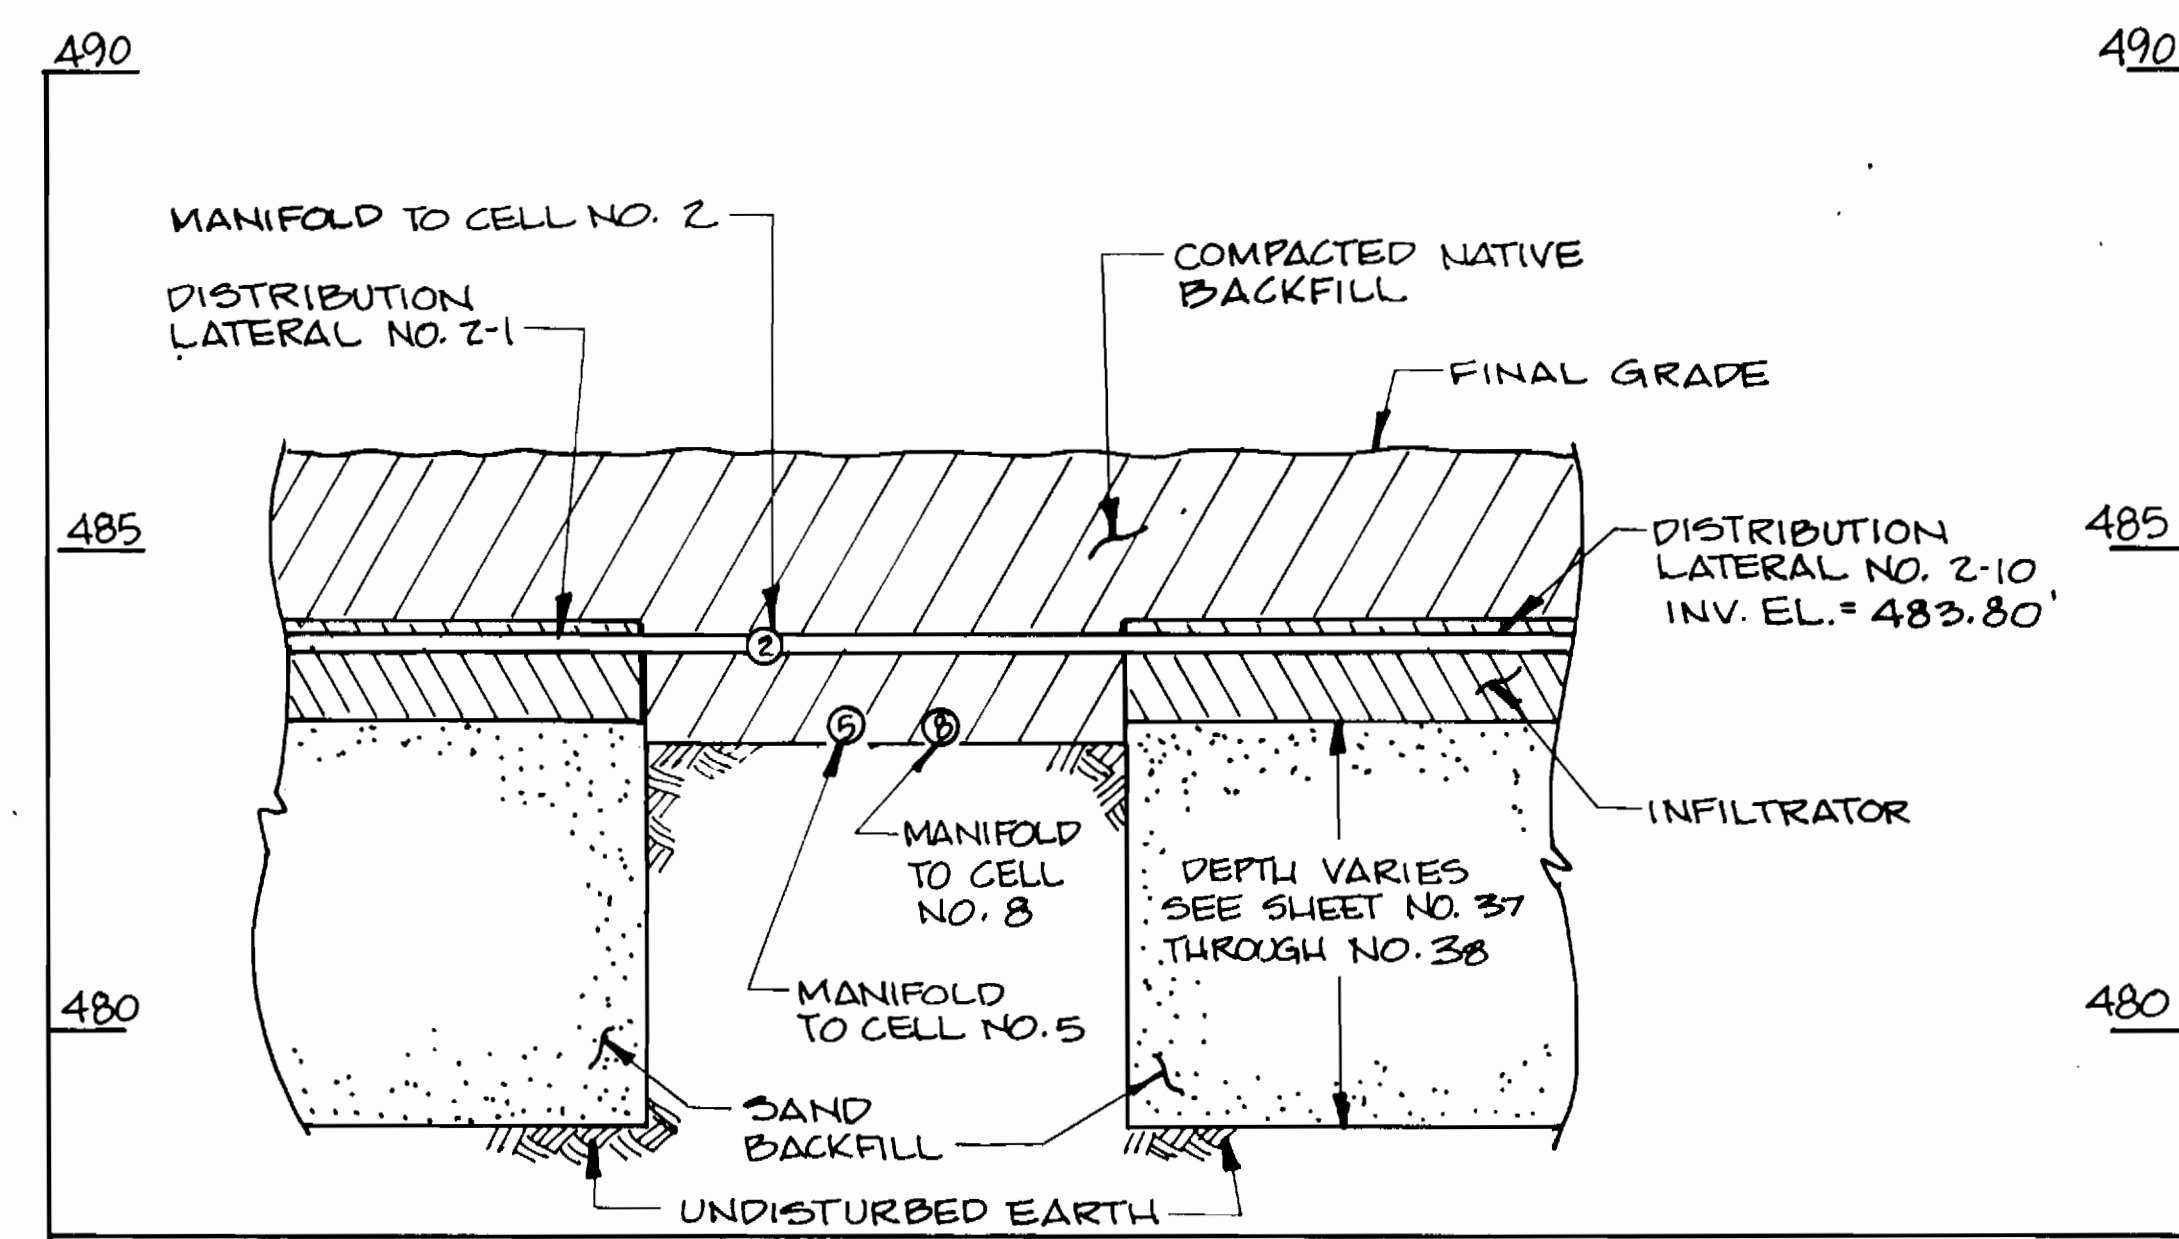 490
490
MANIFOLD TO CELL NO. 2
DISTRIBUTION
LATERAL NO. 2-1
COMPACTED NATIVE
BACKFILL
FINAL GRADE
485
485
DISTRIBUTION
LATERAL NO. 2-10
INV. EL. = 483.80'
2
5
8
INFILTRATOR
MANIFOLD
TO CELL
NO. 8
DEPTH VARIES
SEE SHEET NO. 37
THROUGH NO. 38
MANIFOLD
TO CELL NO. 5
480
480
SAND
BACKFILL
UNDISTURBED EARTH